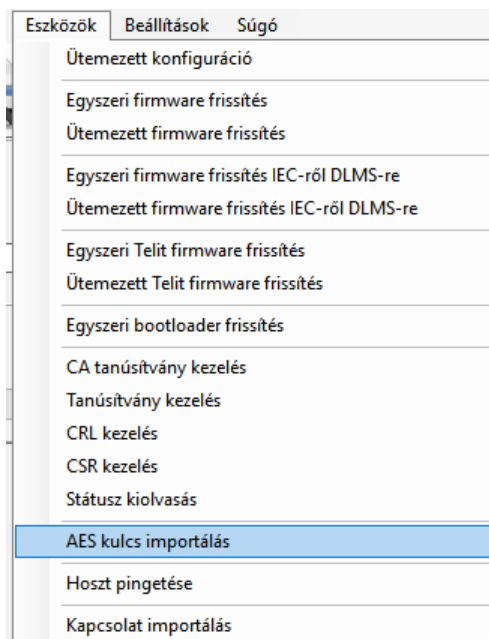 Eszközök Beállítások Súgó
Ütemezett konfiguráció
Egyszeri firmware frissítés
Ütemezett firmware frissítés
Egyszeri firmware frissítés IEC-ről DLMS-re
Ütemezett firmware frissítés IEC-ről DLMS-re
Egyszeri Telit firmware frissítés
Ütemezett Telit firmware frissítés
Egyszeri bootloader frissítés
CA tanúsítvány kezelés
Tanúsítvány kezelés
CRL kezelés
CSR kezelés
Státusz kiolvasás
AES kulcs importálás
Hoszt pingetése
Kapcsolat importálás